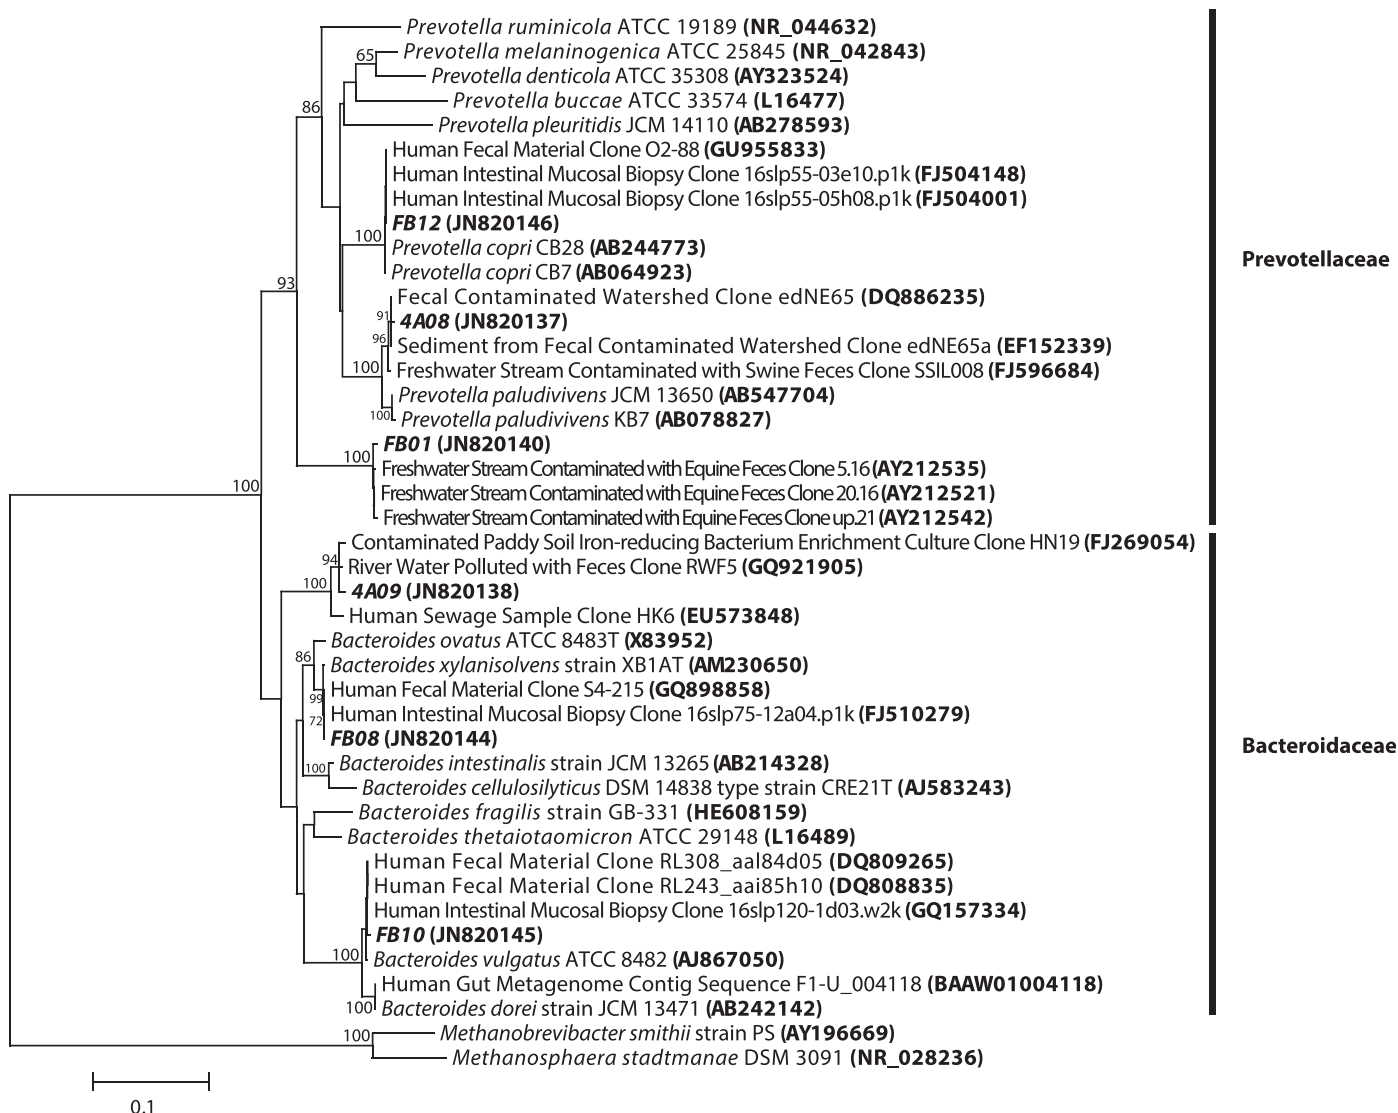 Prevotella ruminicola ATCC 19189 (NR_044632)
65
Prevotella melaninogenica ATCC 25845 (NR_042843)
Prevotella denticola ATCC 35308 (AY323524)
Prevotella buccae ATCC 33574 (L16477)
86
Prevotella pleuritidis JCM 14110 (AB278593)
Human Fecal Material Clone O2-88 (GU955833)
Human Intestinal Mucosal Biopsy Clone 16slp55-03e10.p1k (FJ504148)
Human Intestinal Mucosal Biopsy Clone 16slp55-05h08.p1k (FJ504001)
FB12 (JN820146)
100
Prevotella copri CB28 (AB244773)
Prevotellaceae
Prevotella copri CB7 (AB064923)
93
Fecal Contaminated Watershed Clone edNE65 (DQ886235)
91
4A08 (JN820137)
96
Sediment from Fecal Contaminated Watershed Clone edNE65a (EF152339)
100
Freshwater Stream Contaminated with Swine Feces Clone SSIL008 (FJ596684)
Prevotella paludivivens JCM 13650 (AB547704)
100
Prevotella paludivivens KB7 (AB078827)
FB01 (JN820140)
100
Freshwater Stream Contaminated with Equine Feces Clone 5.16 (AY212535)
100
Freshwater Stream Contaminated with Equine Feces Clone 20.16 (AY212521)
Freshwater Stream Contaminated with Equine Feces Clone up.21 (AY212542)
Contaminated Paddy Soil Iron-reducing Bacterium Enrichment Culture Clone HN19 (FJ269054)
94
River Water Polluted with Feces Clone RWF5 (GQ921905)
100
4A09 (JN820138)
Human Sewage Sample Clone HK6 (EU573848)
Bacteroides ovatus ATCC 8483T (X83952)
86
Bacteroides xylanisolvens strain XB1AT (AM230650)
Human Fecal Material Clone S4-215 (GQ898858)
99
Human Intestinal Mucosal Biopsy Clone 16slp75-12a04.p1k (FJ510279)
72
FB08 (JN820144)
Bacteroidaceae
Bacteroides intestinalis strain JCM 13265 (AB214328)
100
Bacteroides cellulosilyticus DSM 14838 type strain CRE21T (AJ583243)
Bacteroides fragilis strain GB-331 (HE608159)
Bacteroides thetaiotaomicron ATCC 29148 (L16489)
Human Fecal Material Clone RL308_aal84d05 (DQ809265)
Human Fecal Material Clone RL243_aai85h10 (DQ808835)
Human Intestinal Mucosal Biopsy Clone 16slp120-1d03.w2k (GQ157334)
FB10 (JN820145)
100
Bacteroides vulgatus ATCC 8482 (AJ867050)
Human Gut Metagenome Contig Sequence F1-U_004118 (BAAW01004118)
100
Bacteroides dorei strain JCM 13471 (AB242142)
100
Methanobrevibacter smithii strain PS (AY196669)
Methanosphaera stadtmanae DSM 3091 (NR_028236)
0.1